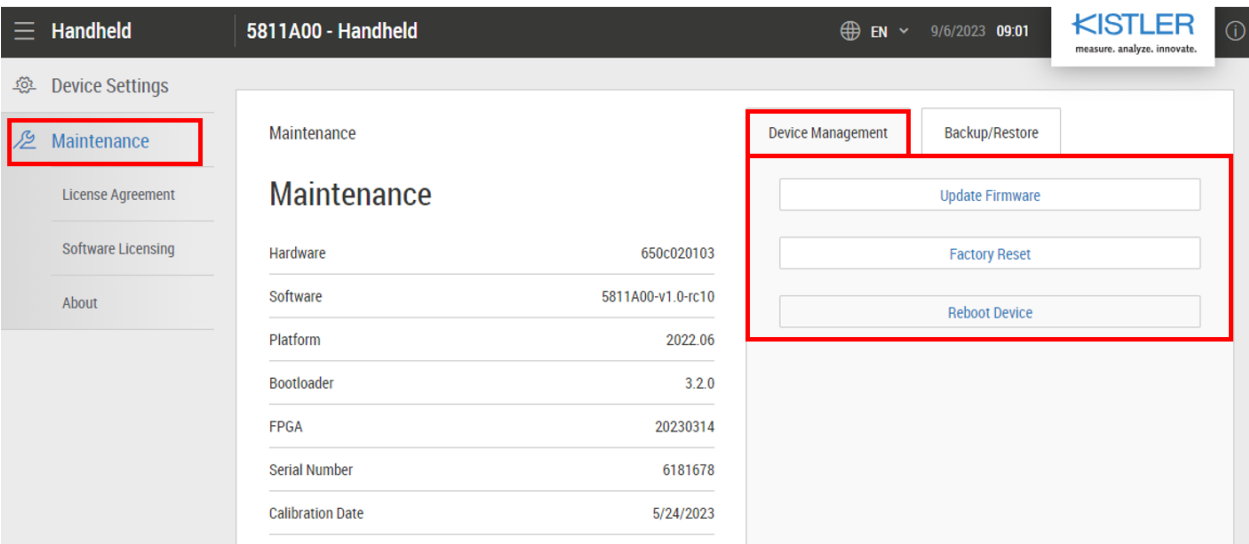 Handheld
5811A00 - Handheld
EN
9/6/2023 09:01
KISTLER
measure. analyze. innovate.
Device Settings
Maintenance
License Agreement
Software Licensing
About
Maintenance
Maintenance
Hardware 650c020103
Software 5811A00-v1.0-rc10
Platform 2022.06
Bootloader 3.2.0
FPGA 20230314
Serial Number 6181678
Calibration Date 5/24/2023
Device Management
Backup/Restore
Update Firmware
Factory Reset
Reboot Device